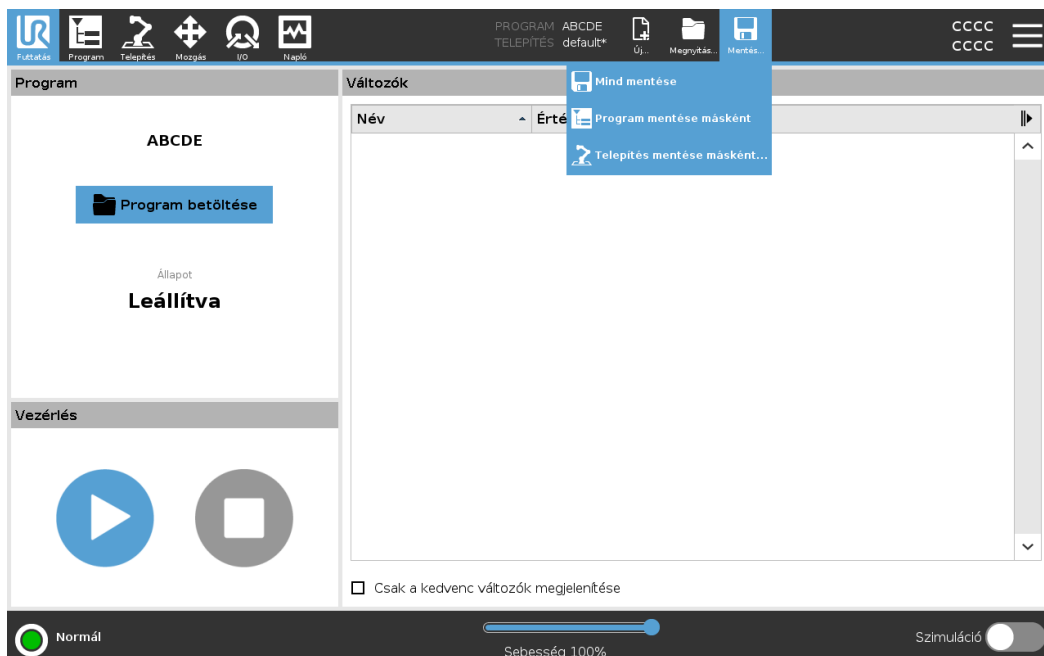 Futtatás
Program
Telepítés
Mozgás
I/O
Napló
PROGRAM ABCDE
TELEPÍTÉS default*
Új...
Megnyitás...
Mentés...
CCCC
CCCC
Program
Változók
Mind mentése
Program mentése másként
Telepítés mentése másként...
Név
Érté
ABCDE
Program betöltése
Állapot
Leállítva
Vezérlés
Csak a kedvenc változók megjelenítése
Normál
Sebesség 100%
Szimuláció